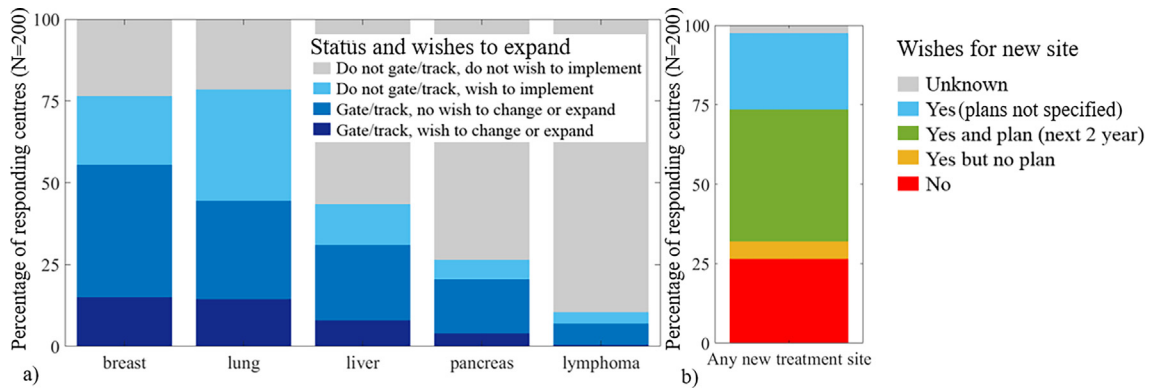 Percentage of responding centres (N=200)
100
75
50
25
0
Status and wishes to expand
Do not gate/track, do not wish to implement
Do not gate/track, wish to implement
Gate/track, no wish to change or expand
Gate/track, wish to change or expand
breast
lung
liver
pancreas
lymphoma
a)
Percentage of responding centres (N=200)
100
75
50
25
0
Any new treatment site
b)
Wishes for new site
Unknown
Yes (plans not specified)
Yes and plan (next 2 year)
Yes but no plan
No